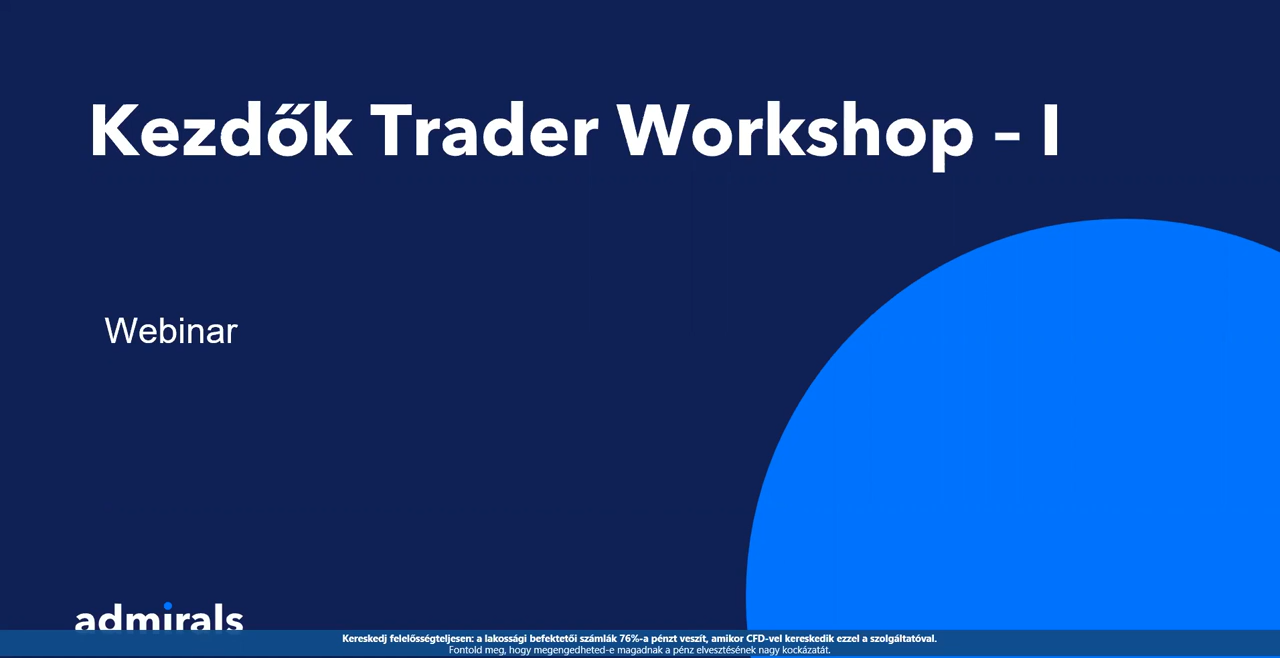 Kezdők Trader Workshop – I
Webinar
admirals
Kereskedj felelősségteljesen: a lakossági befektetői számlák 76%-a pénzt veszít, amikor CFD-vel kereskedik ezzel a szolgáltatóval.
Fontold meg, hogy megengedheted-e magadnak a pénz elvesztésének nagy kockázatát.